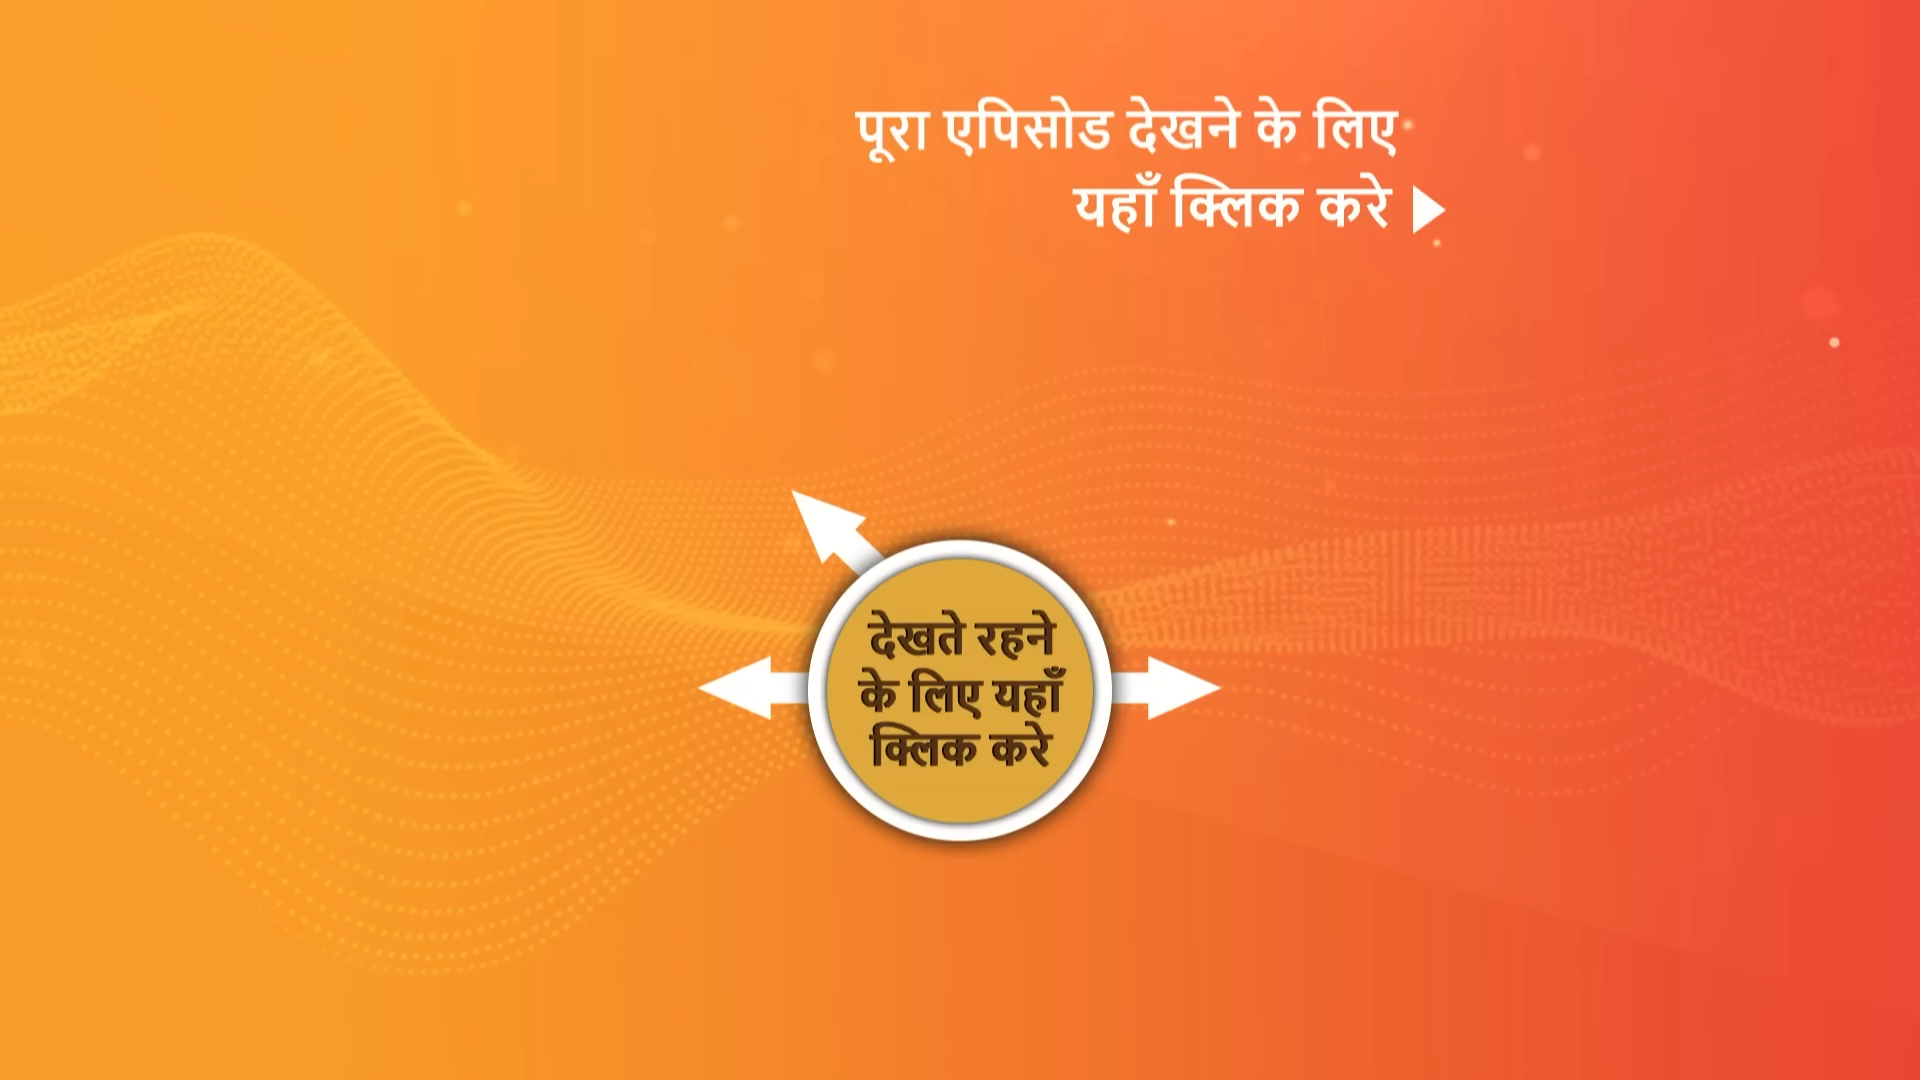 पूरा एपिसोड देखने के लिए
यहाँ क्लिक करे
देखते रहने
के लिए यहाँ
क्लिक करे